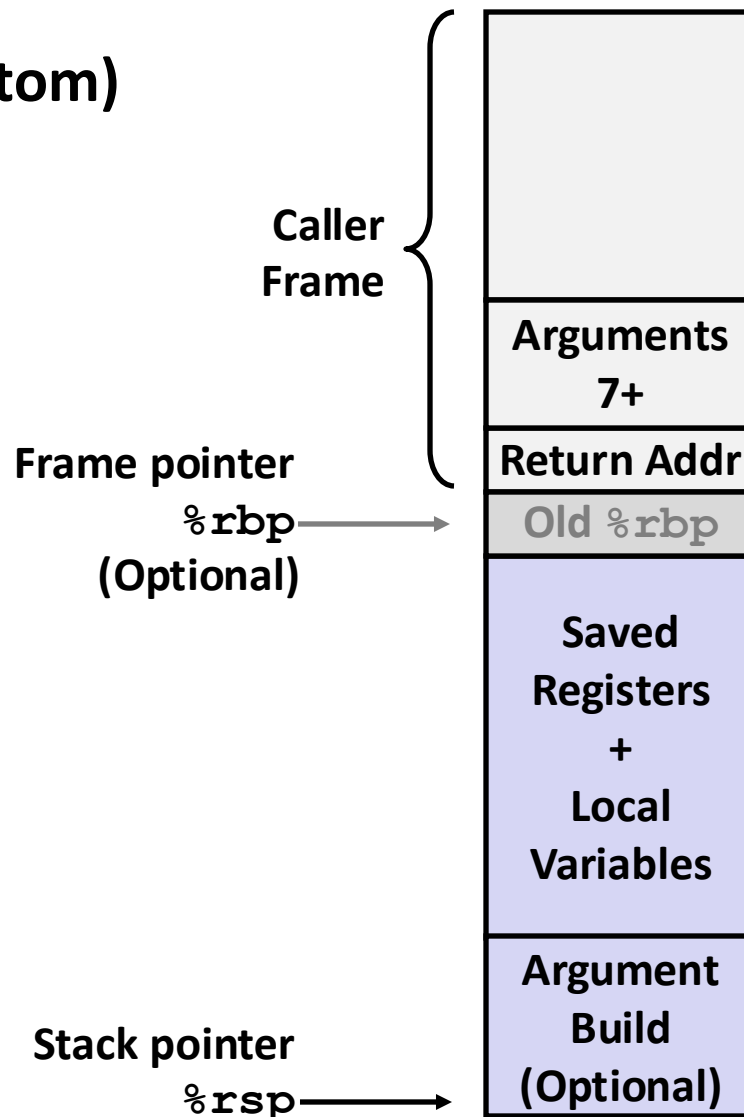 tom)
Caller
Frame
Arguments
7+
Return Addr
Frame pointer
%rbp
(Optional)
Old %rbp
Saved
Registers
+
Local
Variables
Argument
Build
(Optional)
Stack pointer
%rsp